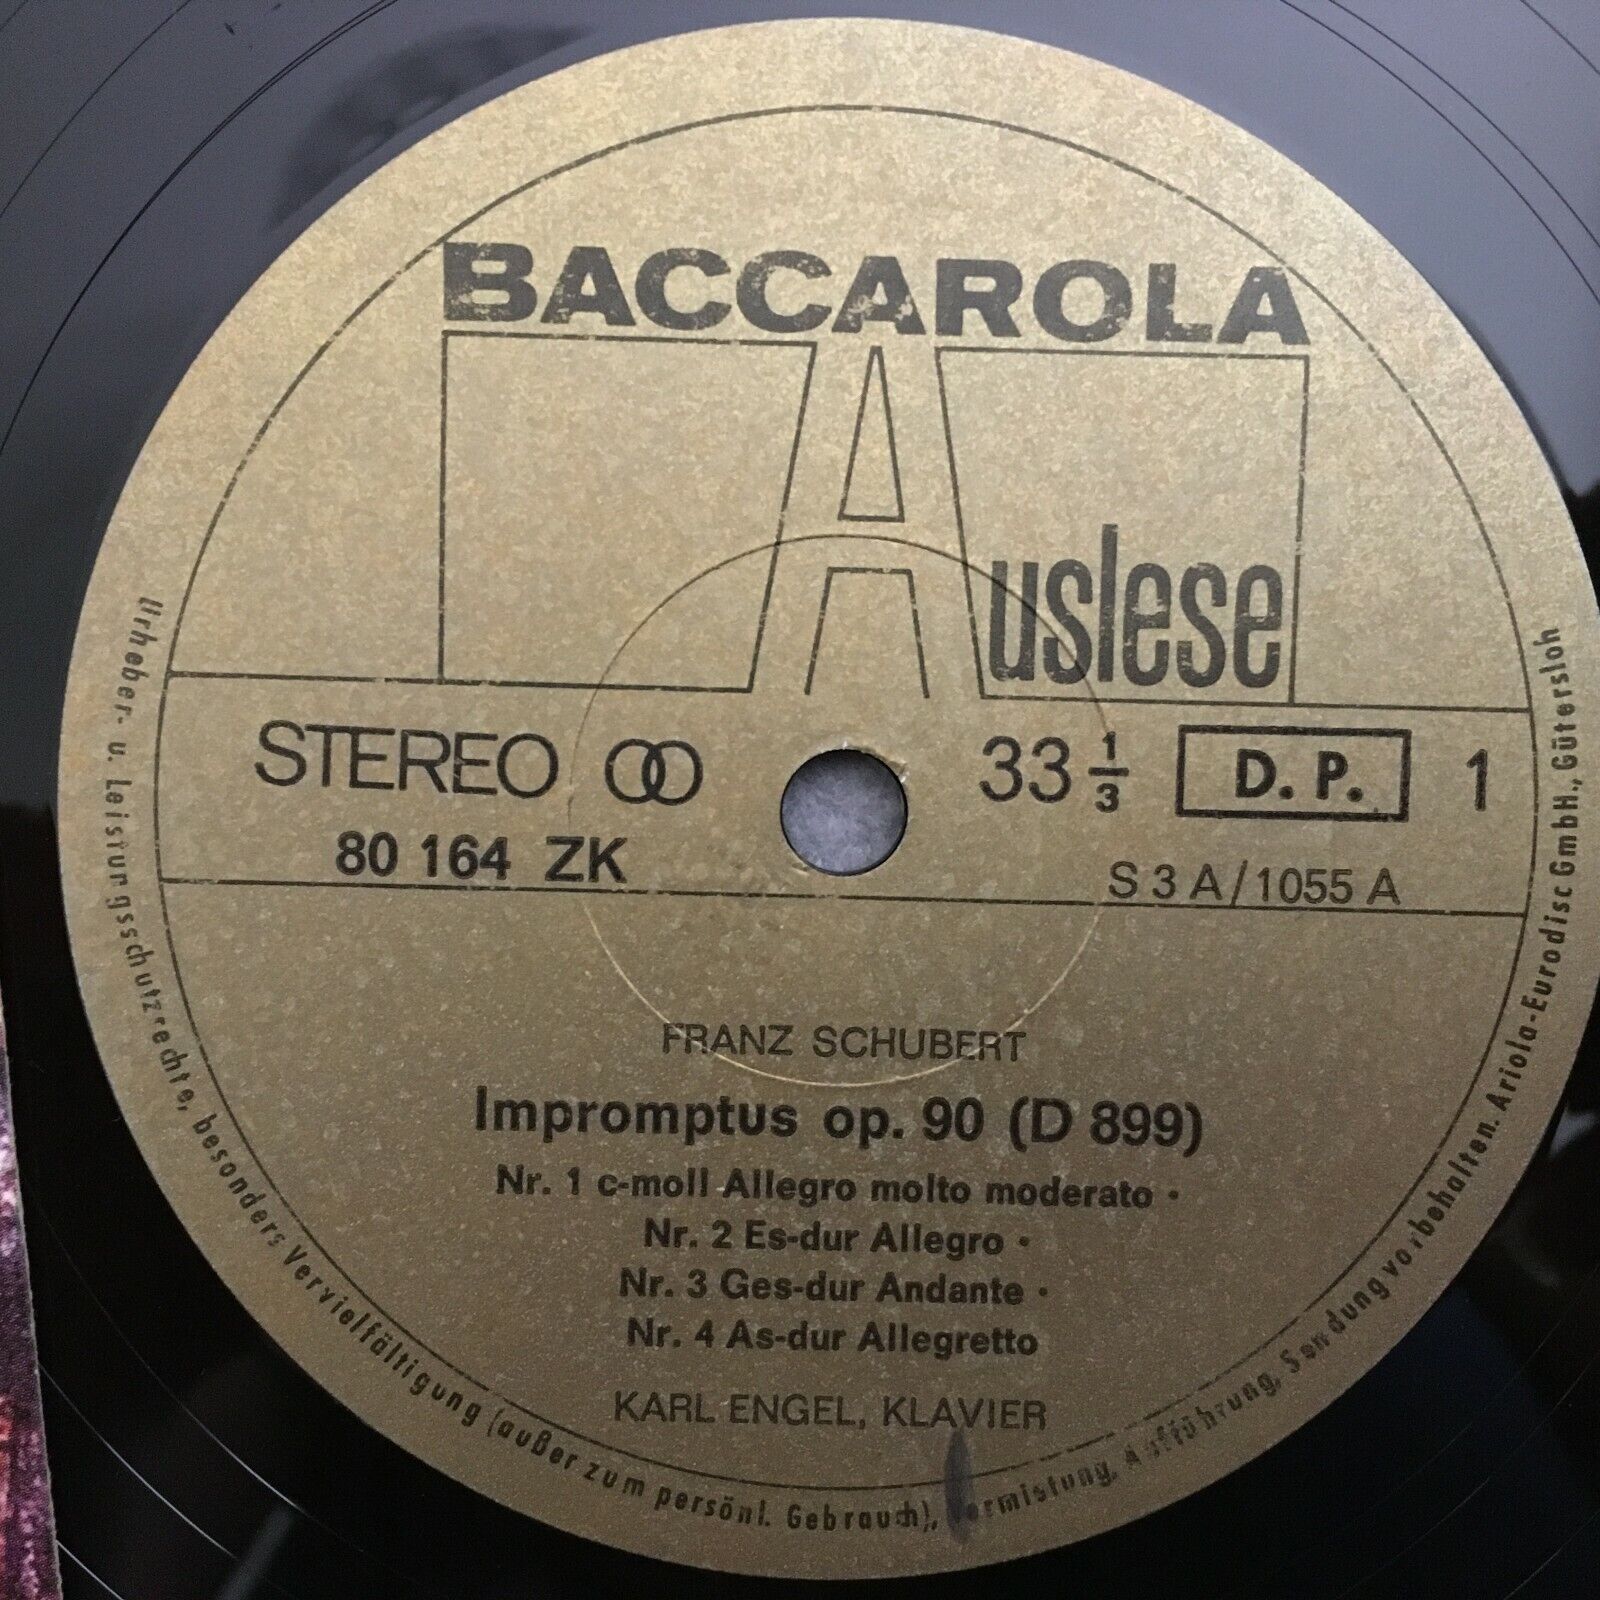 BACCAROLA
Auslese
STEREO 33 1/3 D. P. 1
80 164 ZK S 3 A/1055 A
FRANZ SCHUBERT
Impromptus op. 90 (D 899)
Nr. 1 c-moll Allegro molto moderato •
Nr. 2 Es-dur Allegro •
Nr. 3 Ges-dur Andante •
Nr. 4 As-dur Allegretto
KARL ENGEL, KLAVIER
Urheber- u. Leistungsschutzrechte, besonders Vervielfältigung (außer zum persönl. Gebrauch), Vermistung, Aufführung, Sendung vorbehalten. Ariola-Eurodisc GmbH., Gütersloh